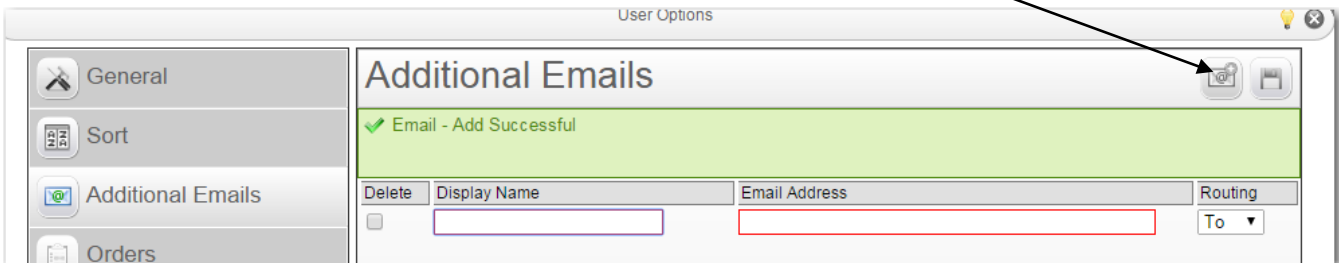 User Options
General
Additional Emails
Email - Add Successful
Sort
Additional Emails
Delete Display Name Email Address Routing
To
Orders